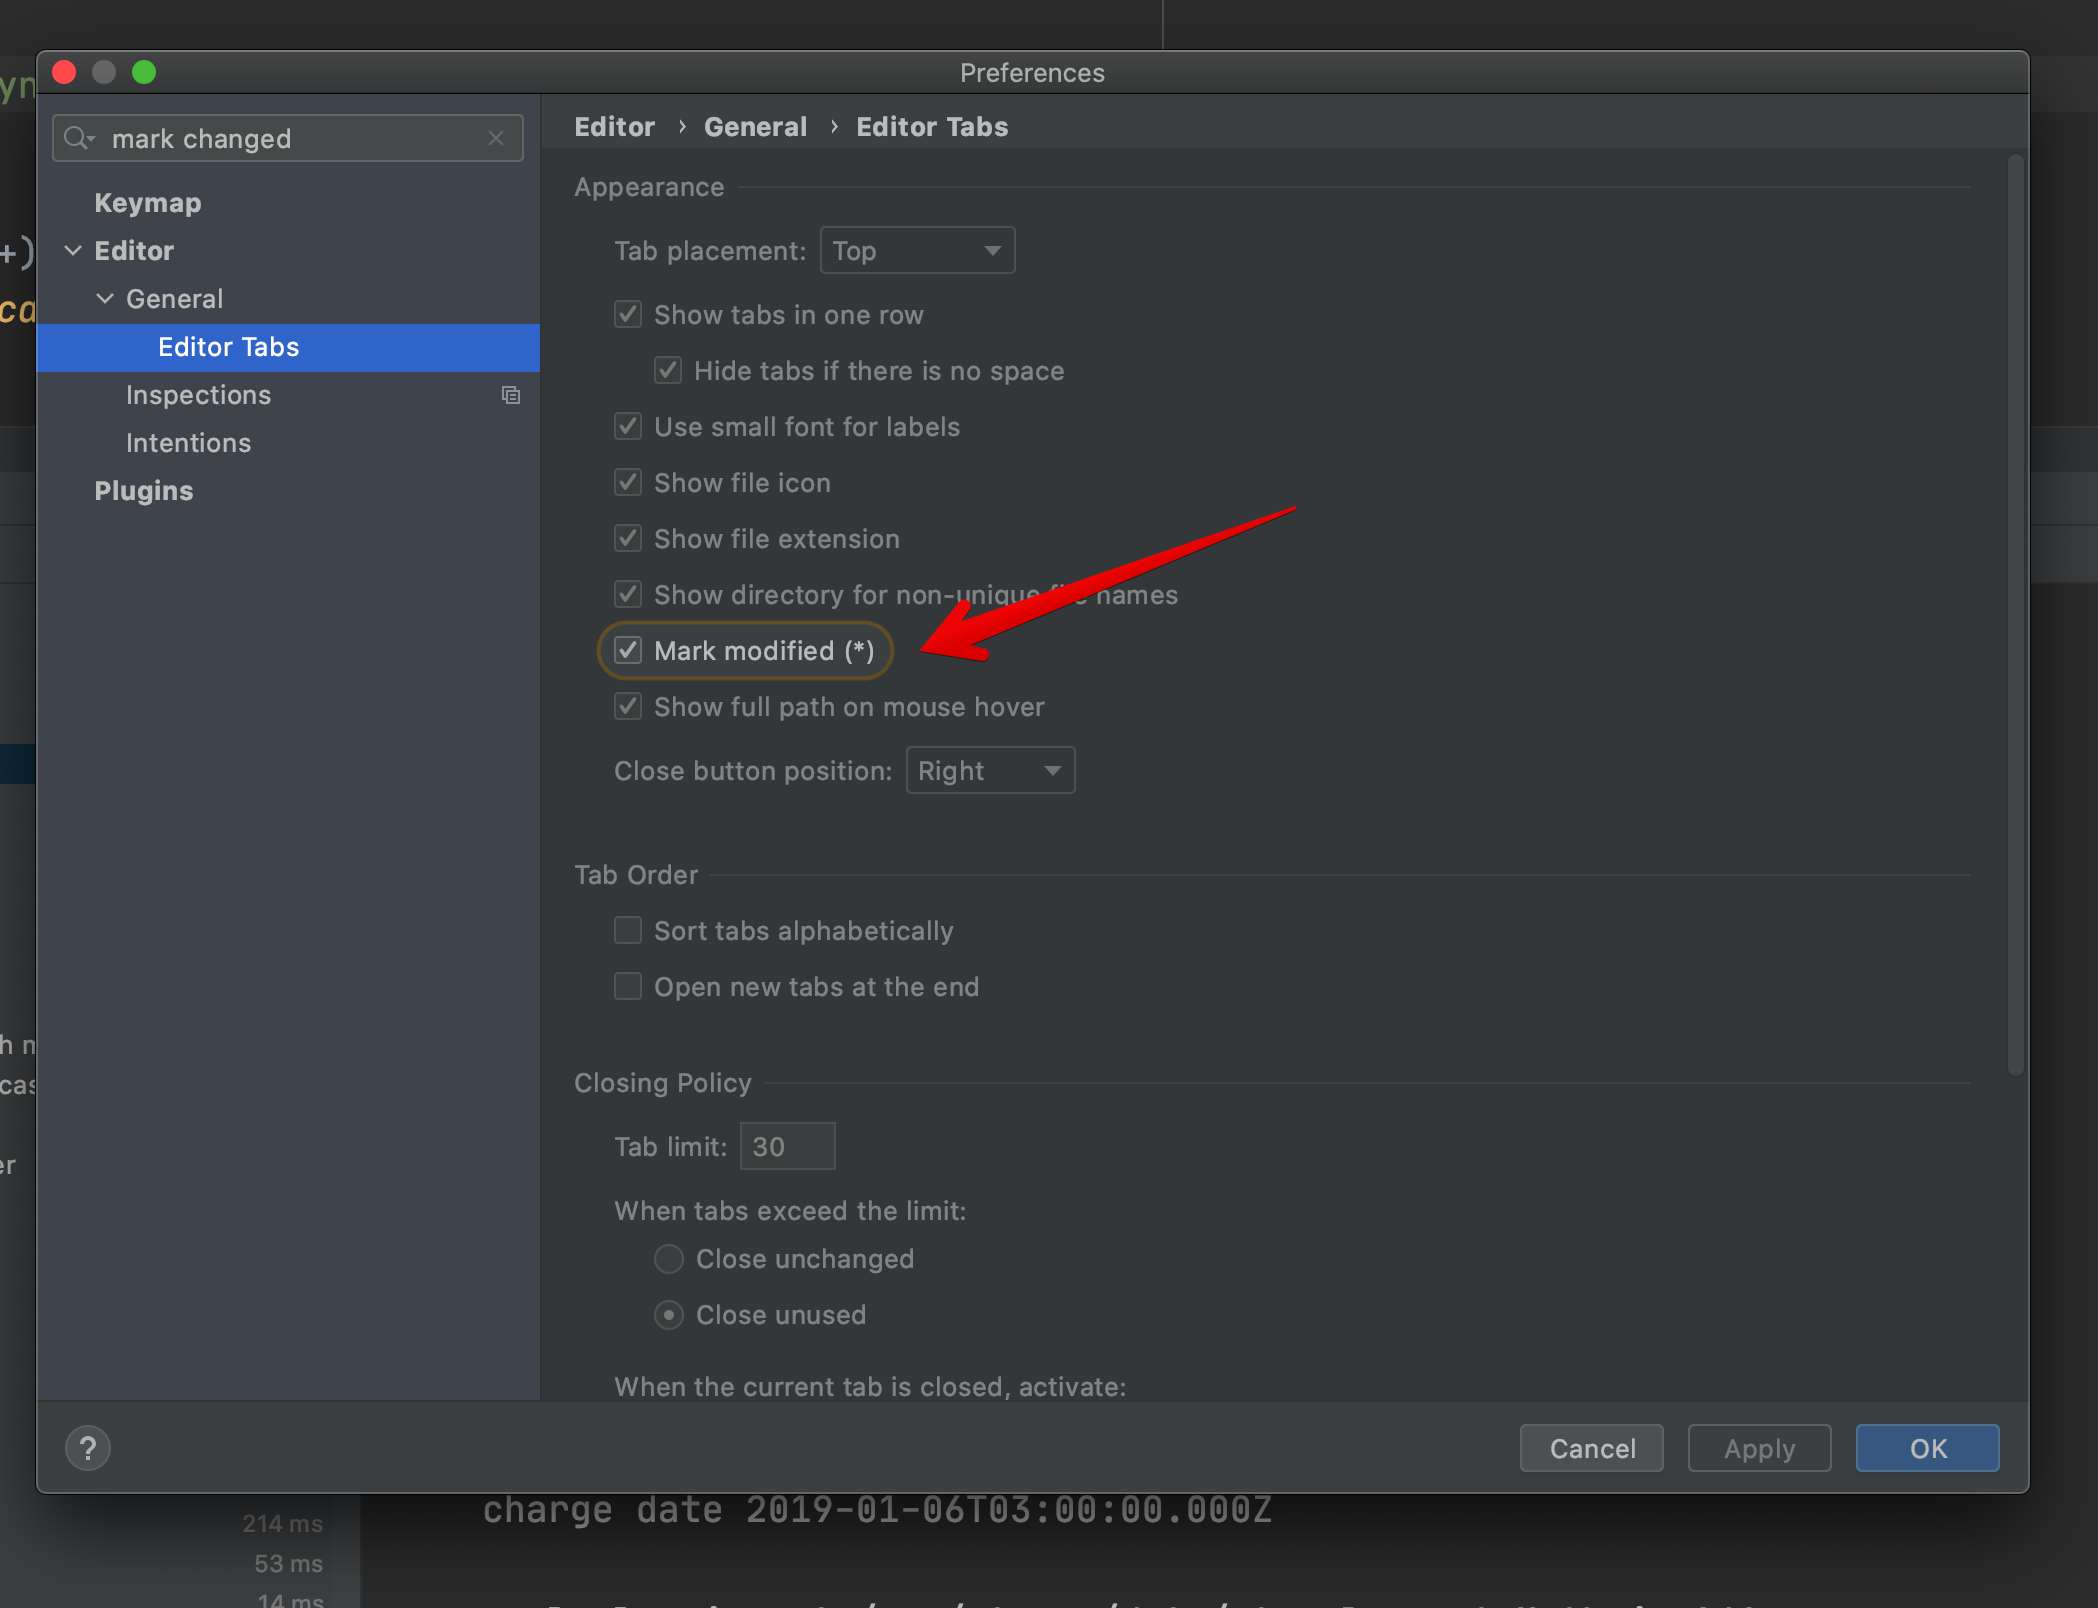 Preferences
mark changed
Keymap
Editor
General
Editor Tabs
Inspections
Intentions
Plugins
Editor › General › Editor Tabs
Appearance
Tab placement: Top
Show tabs in one row
Hide tabs if there is no space
Use small font for labels
Show file icon
Show file extension
Show directory for non-unique file names
Mark modified (*)
Show full path on mouse hover
Close button position: Right
Tab Order
Sort tabs alphabetically
Open new tabs at the end
Closing Policy
Tab limit: 30
When tabs exceed the limit:
Close unchanged
Close unused
When the current tab is closed, activate:
?
Cancel
Apply
OK
yn
+)
ca
h m
cas
er
214 ms
53 ms
14 ms
charge date 2019-01-06T03:00:00.000Z